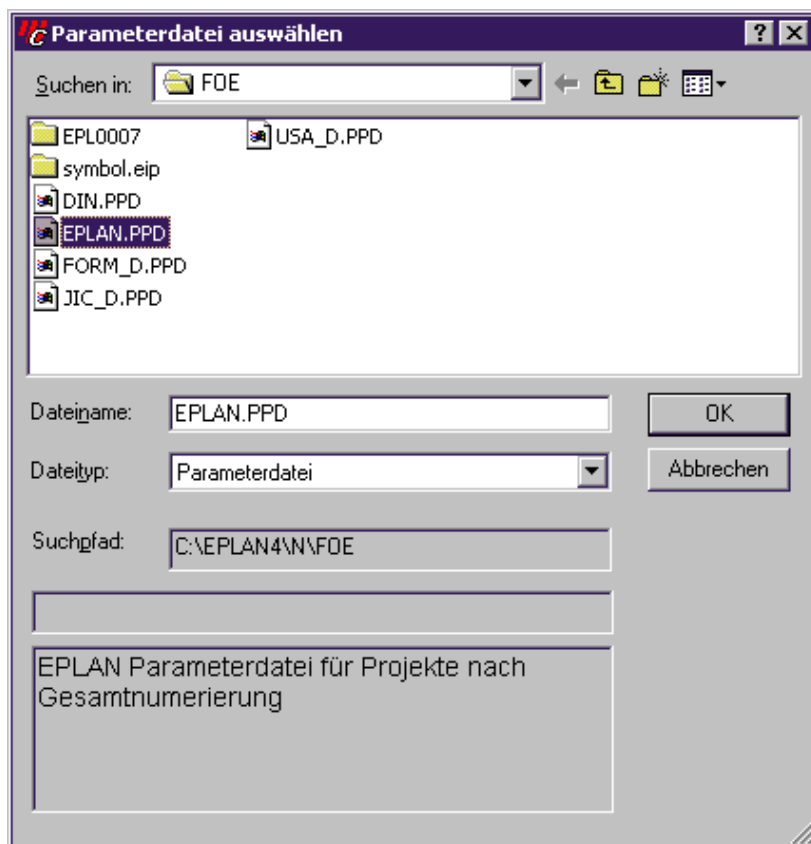 Parameterdatei auswählen
Suchen in: FOE
EPL0007 USA_D.PPD
symbol.eip
DIN.PPD
EPLAN.PPD
FORM_D.PPD
JIC_D.PPD
Dateiname: EPLAN.PPD OK
Dateityp: Parameterdatei Abbrechen
Suchpfad: C:\EPLAN4\N\FOE
EPLAN Parameterdatei für Projekte nach
Gesamtnumerierung